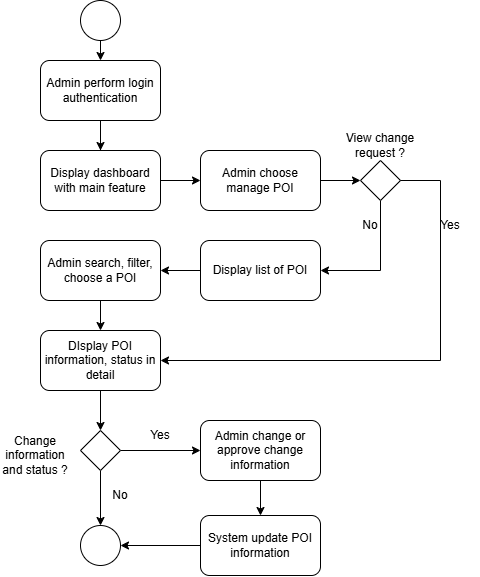 Admin perform login
authentication
Display dashboard
with main feature
Admin choose
manage POI
View change
request ?
No
Yes
Admin search, filter,
choose a POI
Display list of POI
DIsplay POI
information, status in
detail
Change
information
and status ?
Yes
No
Admin change or
approve change
information
System update POI
information